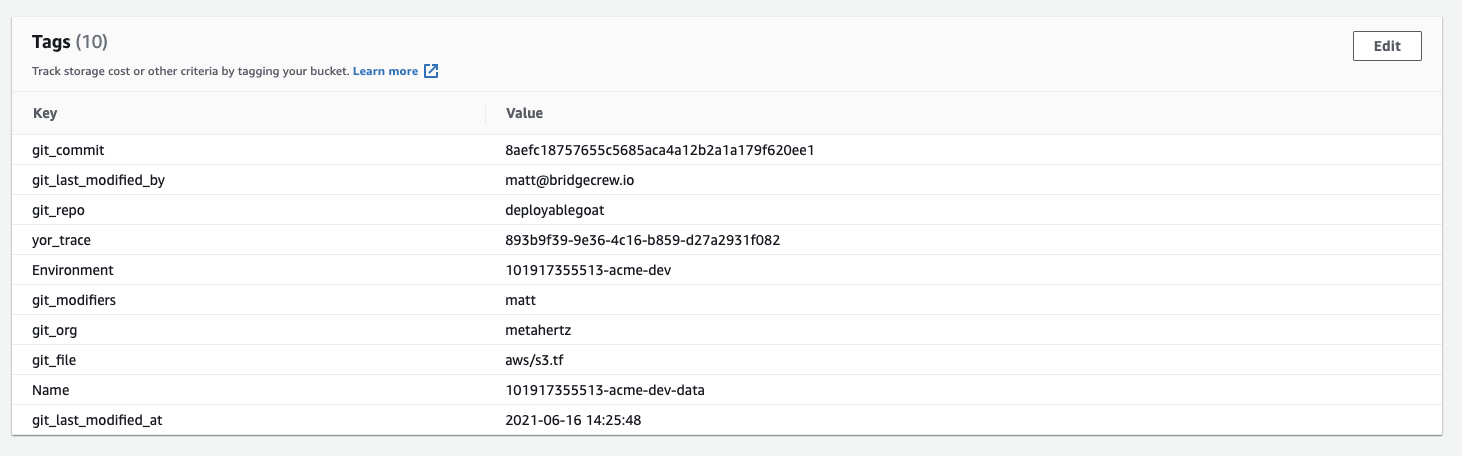 Tags (10)
Edit
Track storage cost or other criteria by tagging your bucket. Learn more
Key Value
git_commit 8aefc18757655c5685aca4a12b2a1a179f620ee1
git_last_modified_by matt@bridgecrew.io
git_repo deployablegoat
yor_trace 893b9f39-9e36-4c16-b859-d27a2931f082
Environment 101917355513-acme-dev
git_modifiers matt
git_org metahertz
git_file aws/s3.tf
Name 101917355513-acme-dev-data
git_last_modified_at 2021-06-16 14:25:48